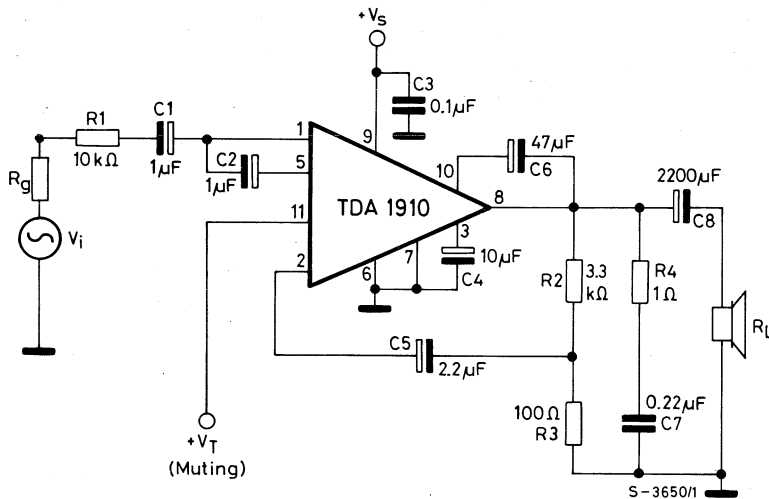 +VS
C3
0.1µF
R1
10kΩ
C1
1µF
C2
1µF
Rg
Vi
1
5
11
2
9
10
8
3
7
6
TDA 1910
47µF
C6
2200µF
C8
10µF
C4
R2
3.3
kΩ
R4
1Ω
RL
C5
2.2µF
100Ω
R3
0.22µF
C7
+VT
(Muting)
S-3650/1